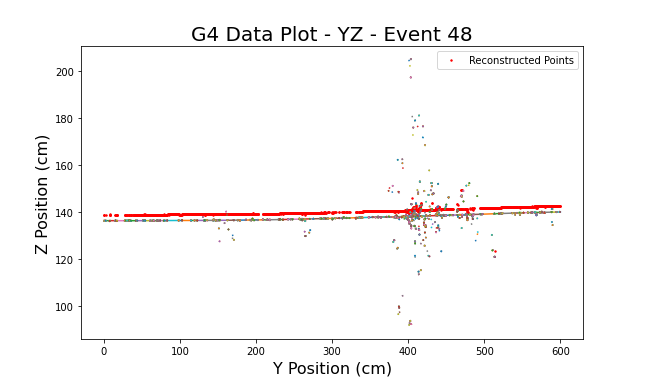 G4 Data Plot - YZ - Event 48
Reconstructed Points
Z Position (cm)
200
180
160
140
120
100
0 100 200 300 400 500 600
Y Position (cm)